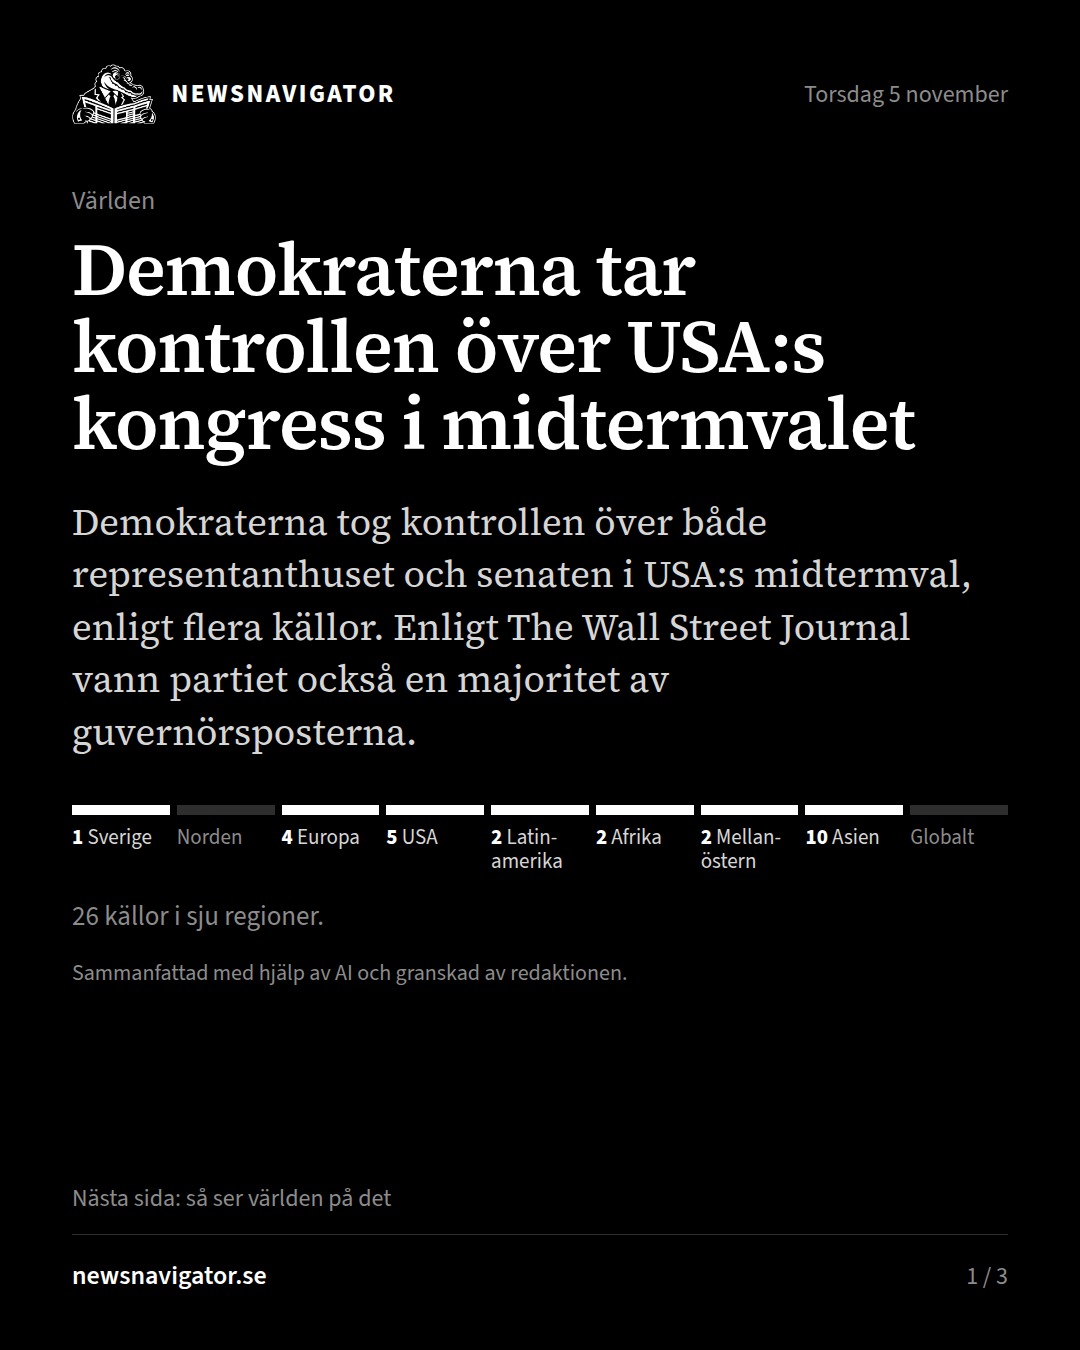 NEWSNAVIGATOR
Torsdag 5 november
Världen
Demokraterna tar
kontrollen över USA:s
kongress i midtermvalet
Demokraterna tog kontrollen över både
representanthuset och senaten i USA:s midtermval,
enligt flera källor. Enligt The Wall Street Journal
vann partiet också en majoritet av
guvernörsposterna.
1 Sverige
Norden
4 Europa
5 USA
2 Latin-
amerika
2 Afrika
2 Mellan-
östern
10 Asien
Globalt
26 källor i sju regioner.
Sammanfattad med hjälp av AI och granskad av redaktionen.
Nästa sida: så ser världen på det
newsnavigator.se
1 / 3